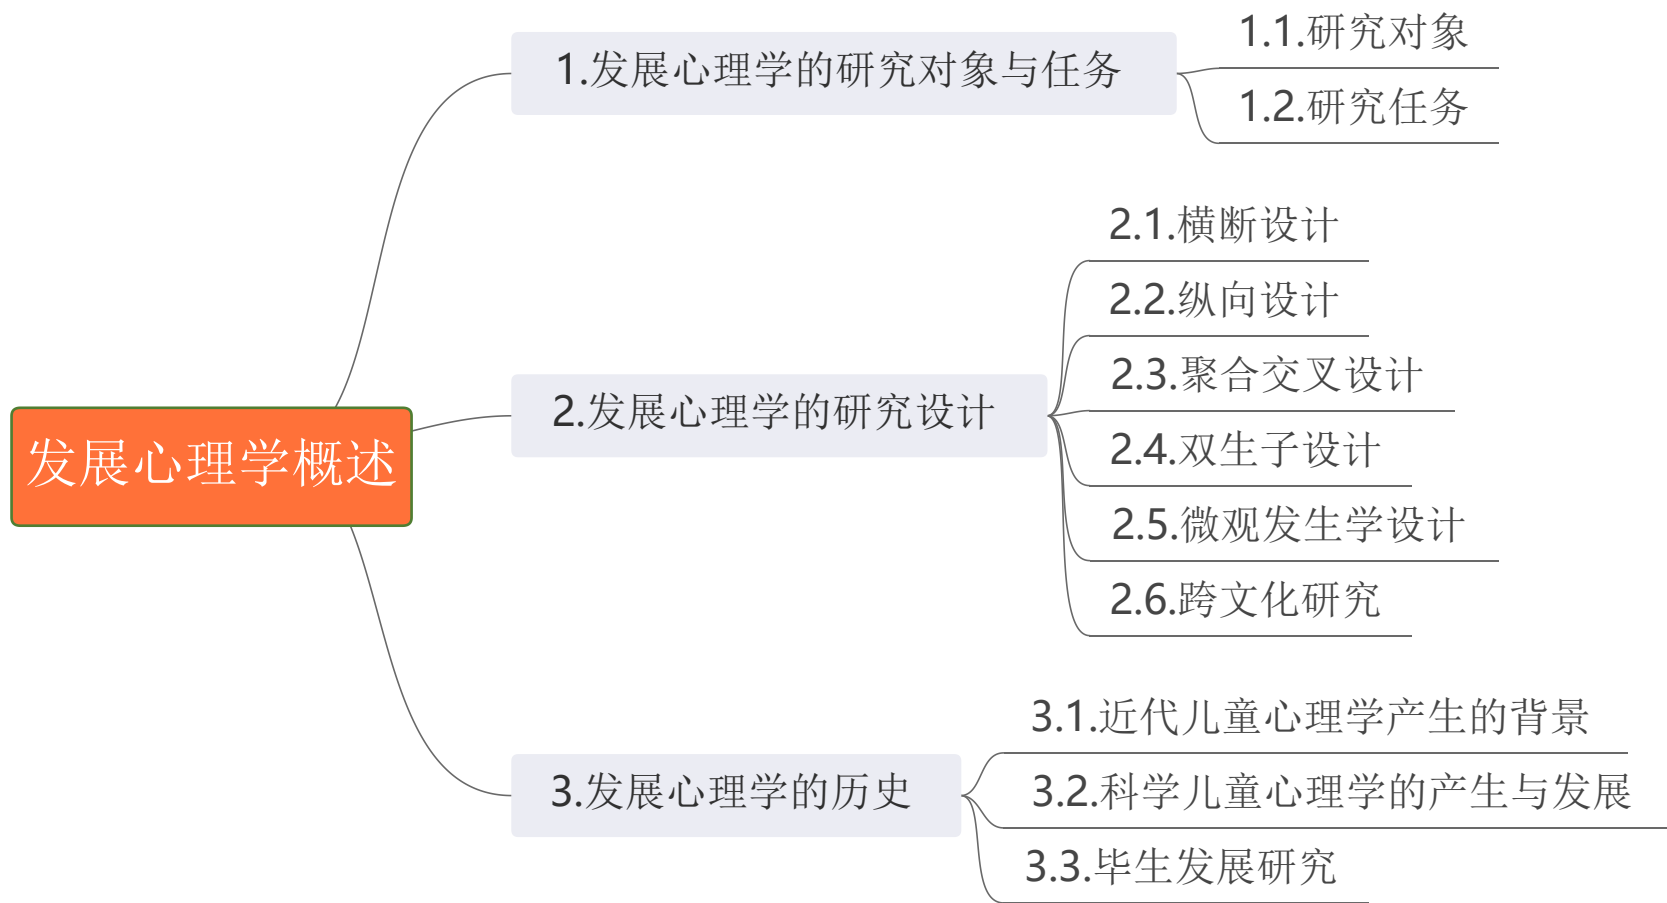 发展心理学概述
1.发展心理学的研究对象与任务
1.1.研究对象
1.2.研究任务
2.发展心理学的研究设计
2.1.横断设计
2.2.纵向设计
2.3.聚合交叉设计
2.4.双生子设计
2.5.微观发生学设计
2.6.跨文化研究
3.发展心理学的历史
3.1.近代儿童心理学产生的背景
3.2.科学儿童心理学的产生与发展
3.3.毕生发展研究